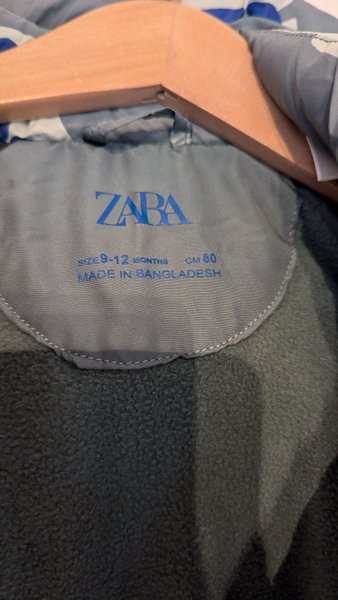 ZARA
SIZE 9-12 MONTHS CM 80
MADE IN BANGLADESH